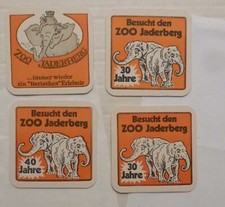 ZOO JADERBERG
...immer wieder
ein "tierisches" Erlebnis
Besucht den
ZOO Jaderberg
30
Jahre
Besucht den
ZOO Jaderberg
40
Jahre
Besucht den
ZOO Jaderberg
30
Jahre